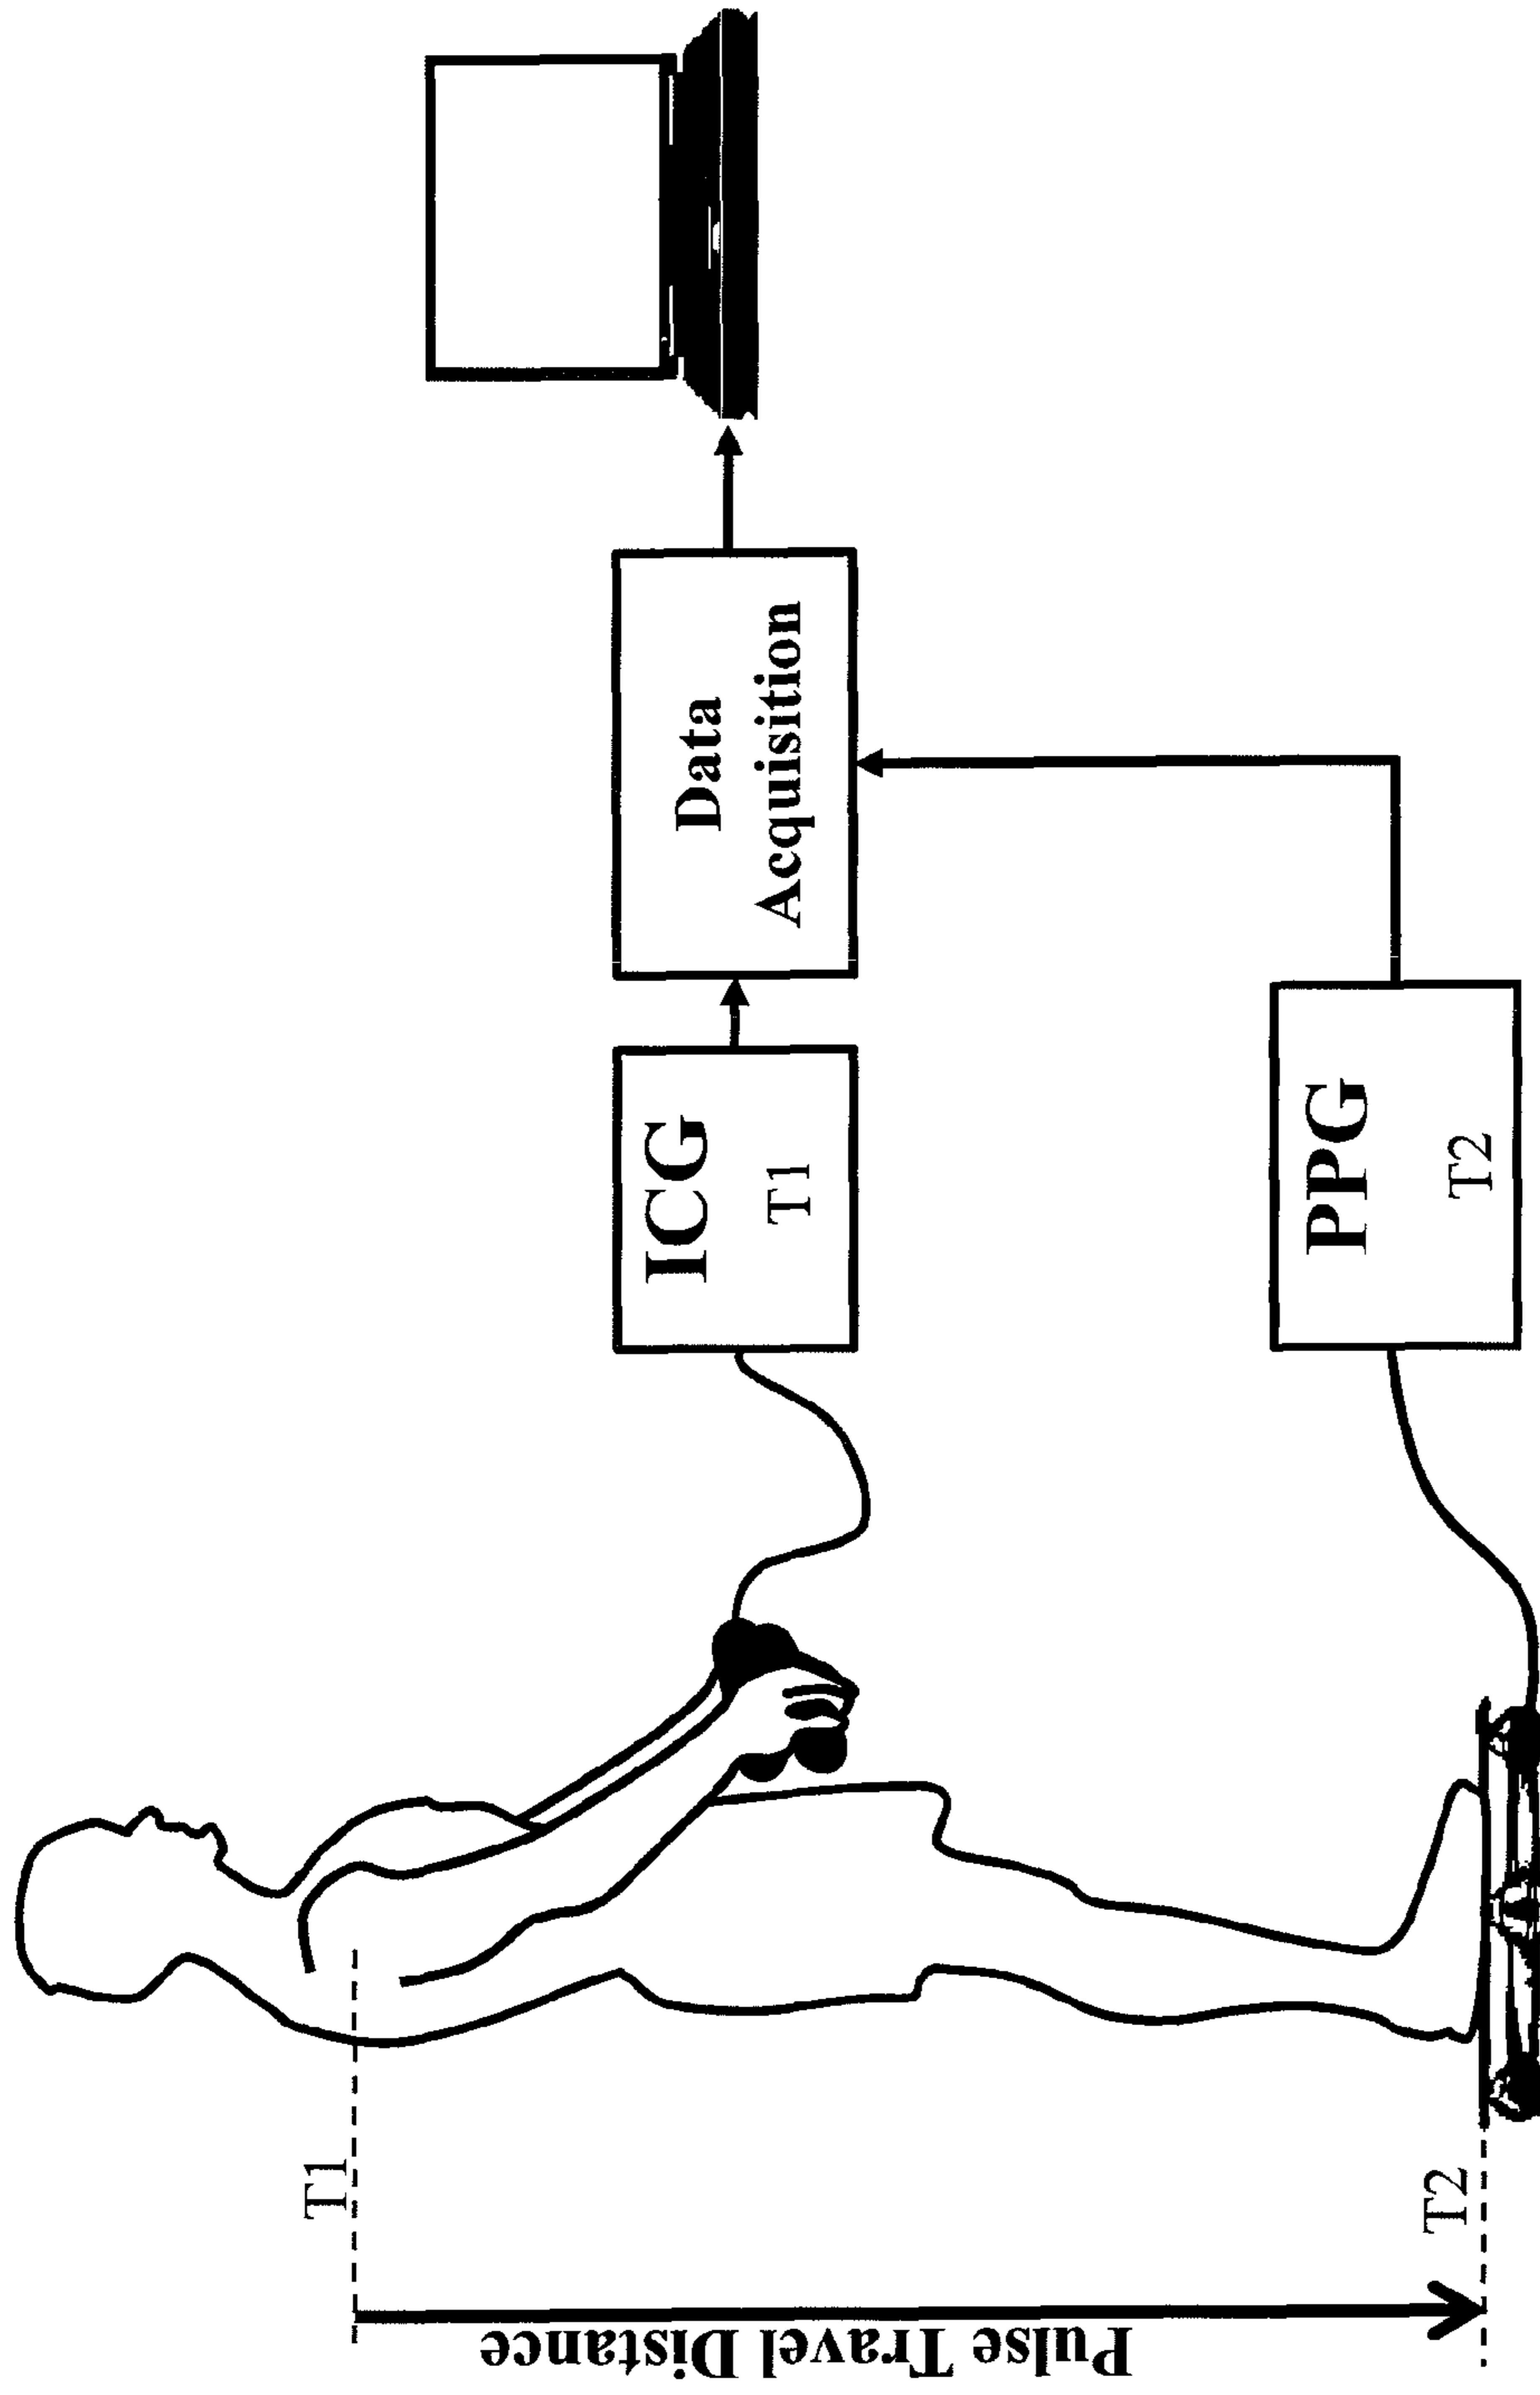 Pulse Travel Distance
T1
T2
ICG
T1
PPG
T2
Data
Acquisition